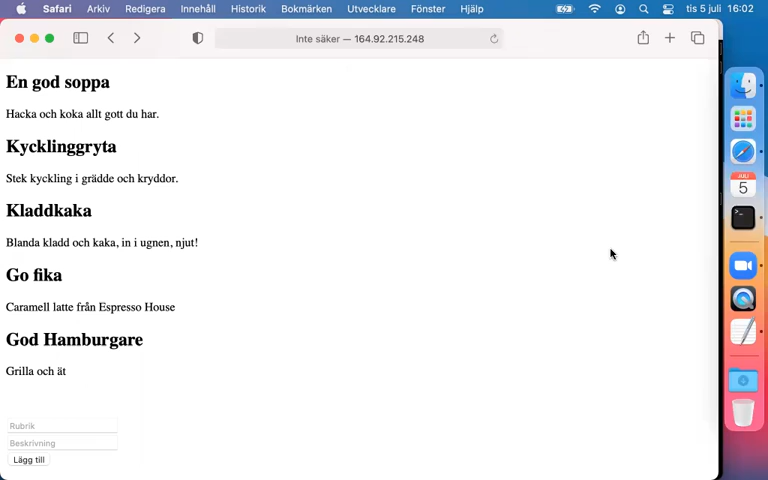 Safari Arkiv Redigera Innehåll Historik Bokmärken Utvecklare Fönster Hjälp tis 5 juli 16:02
Inte säker — 164.92.215.248
En god soppa
Hacka och koka allt gott du har.
Kycklinggryta
Stek kyckling i grädde och kryddor.
Kladdkaka
Blanda kladd och kaka, in i ugnen, njut!
Go fika
Caramell latte från Espresso House
God Hamburgare
Grilla och ät
Rubrik
Beskrivning
Lägg till
JULI
5